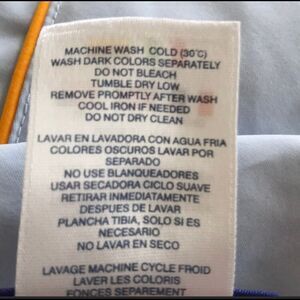 MACHINE WASH COLD (30°C)
WASH DARK COLORS SEPARATELY
DO NOT BLEACH
TUMBLE DRY LOW
REMOVE PROMPTLY AFTER WASH
COOL IRON IF NEEDED
DO NOT DRY CLEAN
LAVAR EN LAVADORA CON AGUA FRIA
COLORES OSCUROS LAVAR POR
SEPARADO
NO USE BLANQUEADORES
USAR SECADORA CICLO SUAVE
RETIRAR INMEDIATAMENTE
DESPUES DE LAVAR
PLANCHA TIBIA, SOLO SI ES
NECESARIO
NO LAVAR EN SECO
LAVAGE MACHINE CYCLE FROID
LAVER LES COLORIS
FONCES SEPAREMENT